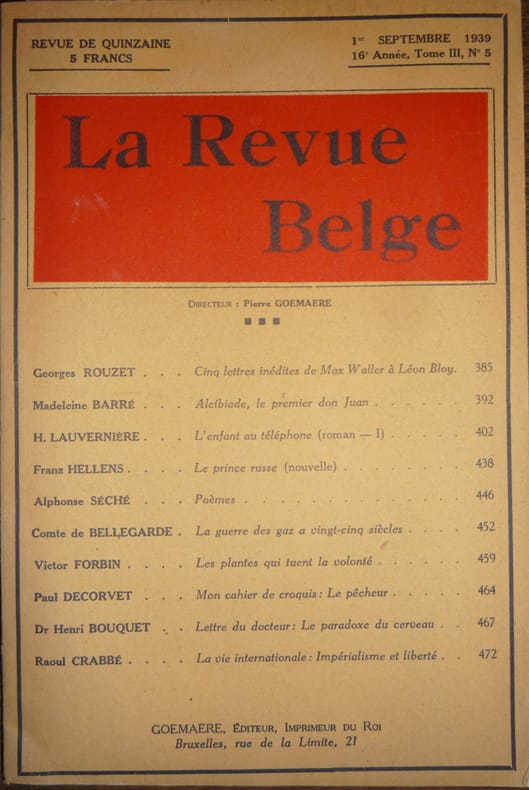 REVUE DE QUINZAINE
5 FRANCS
1er SEPTEMBRE 1939
16e Année, Tome III, N° 5
La Revue
Belge
DIRECTEUR : Pierre GOEMAERE
Georges ROUZET . . . Cinq lettres inédites de Max Waller à Léon Bloy. 385
Madeleine BARRÉ . . . Alcibiade, le premier don Juan . . . . . . 392
H. LAUVERNIÈRE . . . L'enfant au téléphone (roman — I) . . . . . 402
Franz HELLENS . . . . Le prince russe (nouvelle) . . . . . . . 438
Alphonse SÉCHÉ . . . Poèmes . . . . . . . . . . . . . 446
Comte de BELLEGARDE . La guerre des gaz a vingt-cinq siècles . . . . 452
Victor FORBIN . . . . Les plantes qui tuent la volonté . . . . . . 459
Paul DECORVET . . . Mon cahier de croquis : Le pêcheur . . . . . 464
Dr Henri BOUQUET . . Lettre du docteur : Le paradoxe du cerveau . . 467
Raoul CRABBÉ . . . . La vie internationale : Impérialisme et liberté . . 472
GOEMAERE, ÉDITEUR, IMPRIMEUR DU ROI
Bruxelles, rue de la Limite, 21